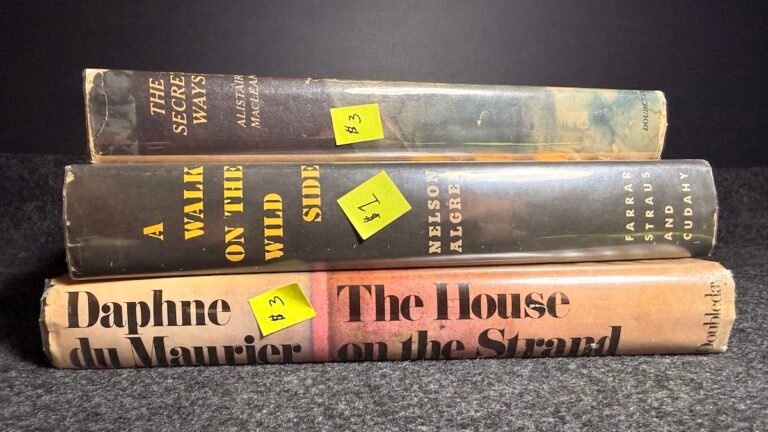 THE
SECRET
WAYS
ALISTAIR
MACLEAN
$3
A
WALK
ON THE
WILD
SIDE
$1
NELSON
ALGREN
FARRAR
STRAUS
AND
CUDAHY
Daphne
du Maurier
$3
The House
on the Strand
Doubleday